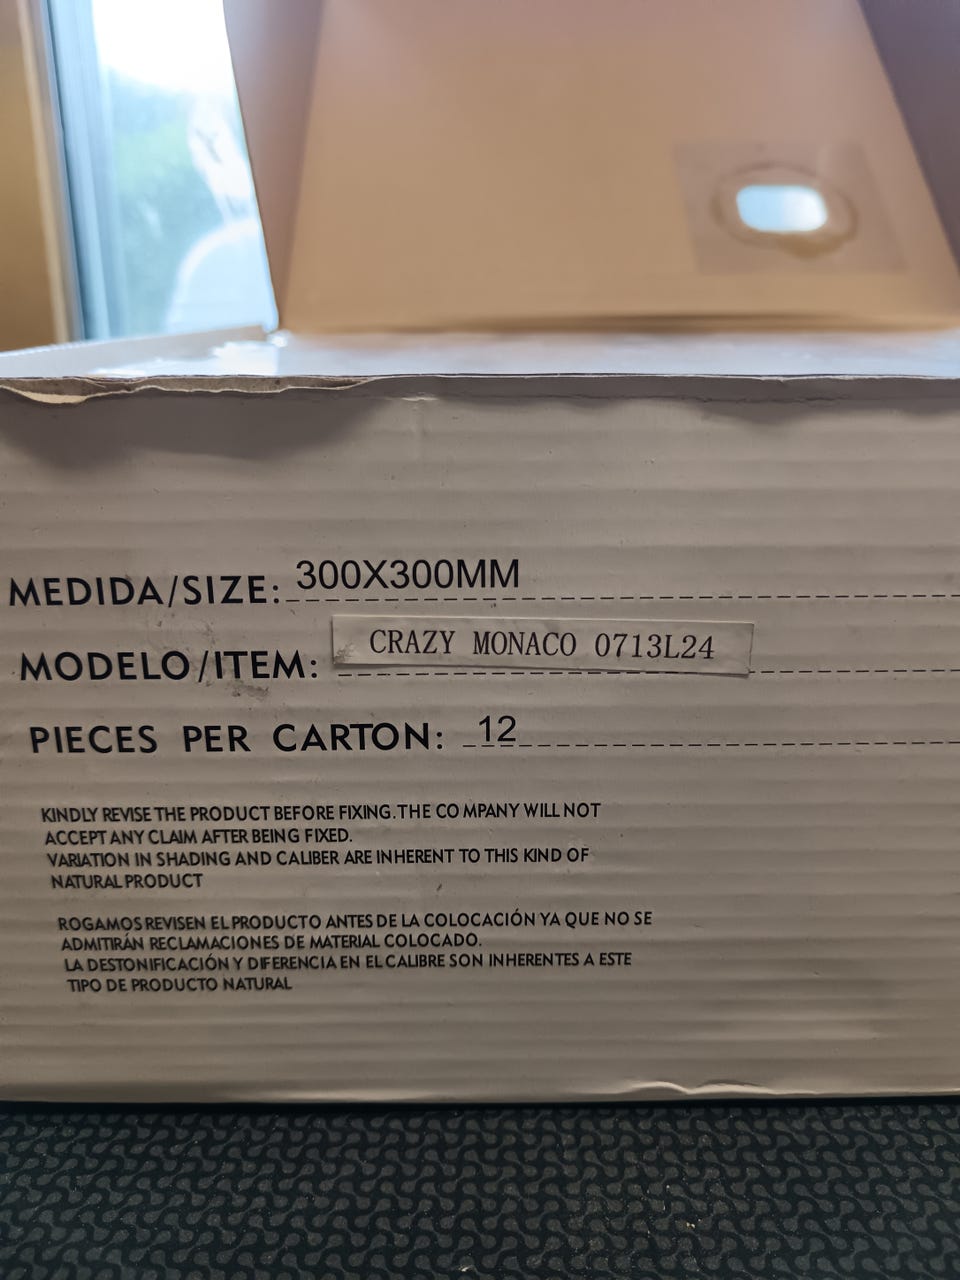 MEDIDA/SIZE: 300X300MM
MODELO/ITEM: CRAZY MONACO 0713L24
PIECES PER CARTON: 12
KINDLY REVISE THE PRODUCT BEFORE FIXING. THE CO MPANY WILL NOT
ACCEPT ANY CLAIM AFTER BEING FIXED.
VARIATION IN SHADING AND CALIBER ARE INHERENT TO THIS KIND OF
NATURAL PRODUCT
ROGAMOS REVISEN EL PRODUCTO ANTES DE LA COLOCACIÓN YA QUE NO SE
ADMITIRÁN RECLAMACIONES DE MATERIAL COLOCADO.
LA DESTONIFICACIÓN Y DIFERENCIA EN EL CALIBRE SON INHERENTES A ESTE
TIPO DE PRODUCTO NATURAL